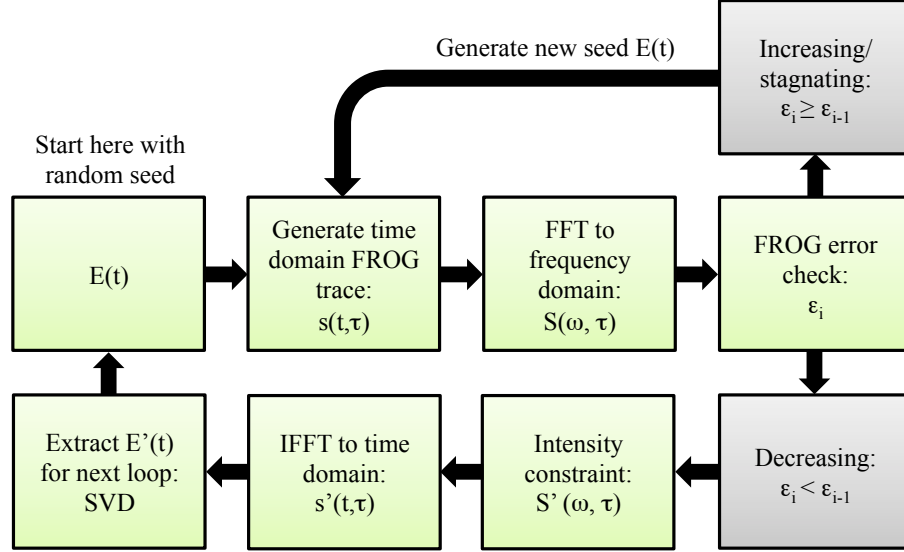 Generate new seed E(t)
Increasing/
stagnating:
εᵢ ≥ εᵢ₋₁
Start here with
random seed
E(t)
Generate time
domain FROG
trace:
s(t,τ)
FFT to
frequency
domain:
S(ω, τ)
FROG error
check:
εᵢ
Extract E’(t)
for next loop:
SVD
IFFT to time
domain:
s’(t,τ)
Intensity
constraint:
S’ (ω, τ)
Decreasing:
εᵢ < εᵢ₋₁